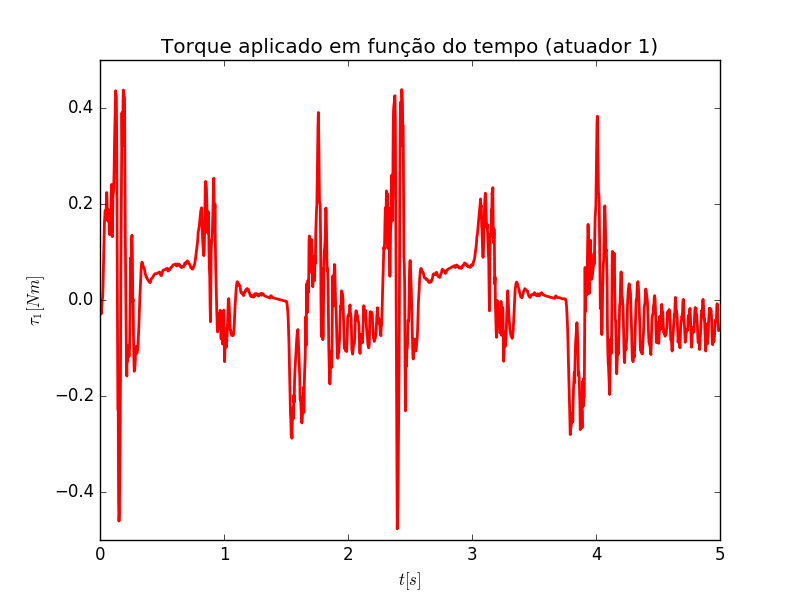 Torque aplicado em função do tempo (atuador 1)
0.4
0.2
0.0
−0.2
−0.4
τ₁[Nm]
0 1 2 3 4 5
t[s]